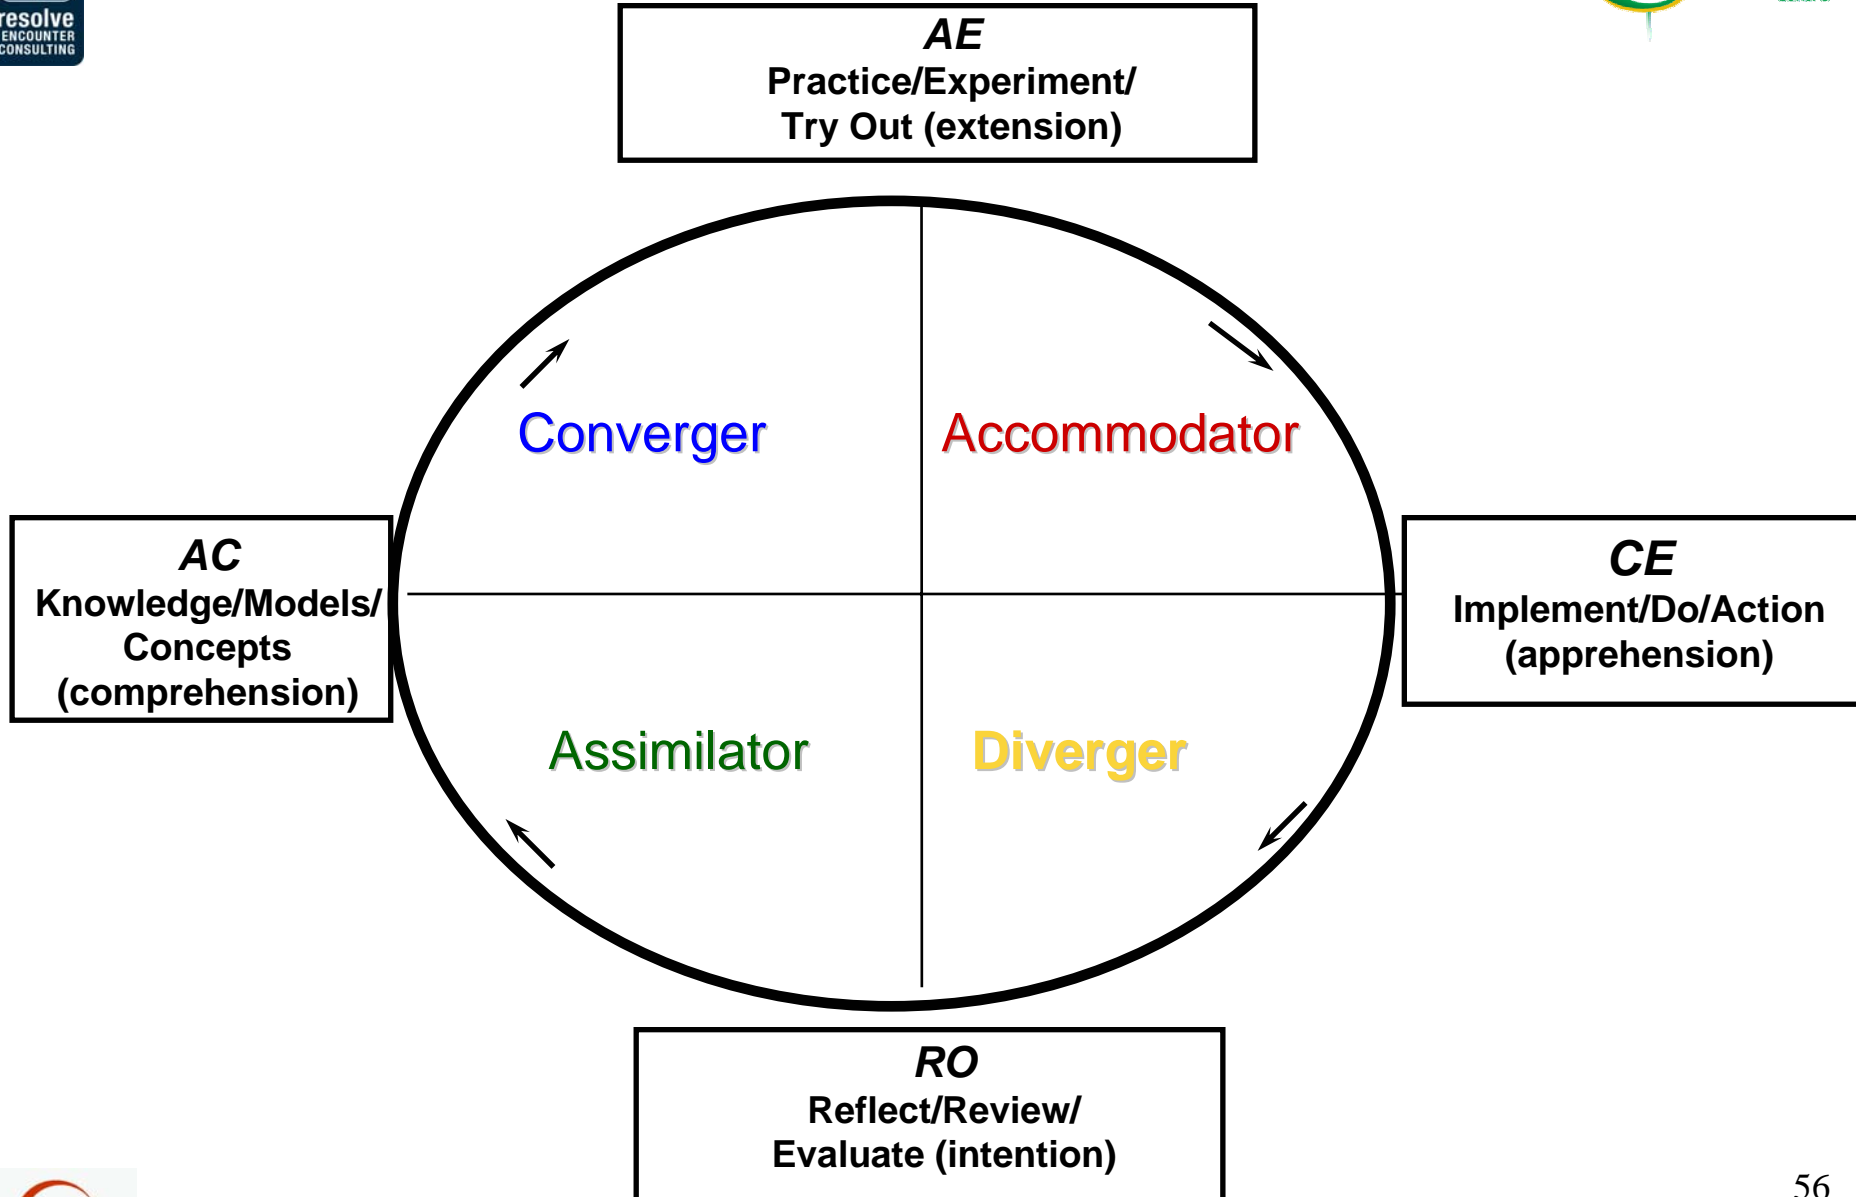 resolve
ENCOUNTER
CONSULTING
AE
Practice/Experiment/
Try Out (extension)
Converger
Accommodator
AC
Knowledge/Models/
Concepts
(comprehension)
CE
Implement/Do/Action
(apprehension)
Assimilator
Diverger
RO
Reflect/Review/
Evaluate (intention)
56